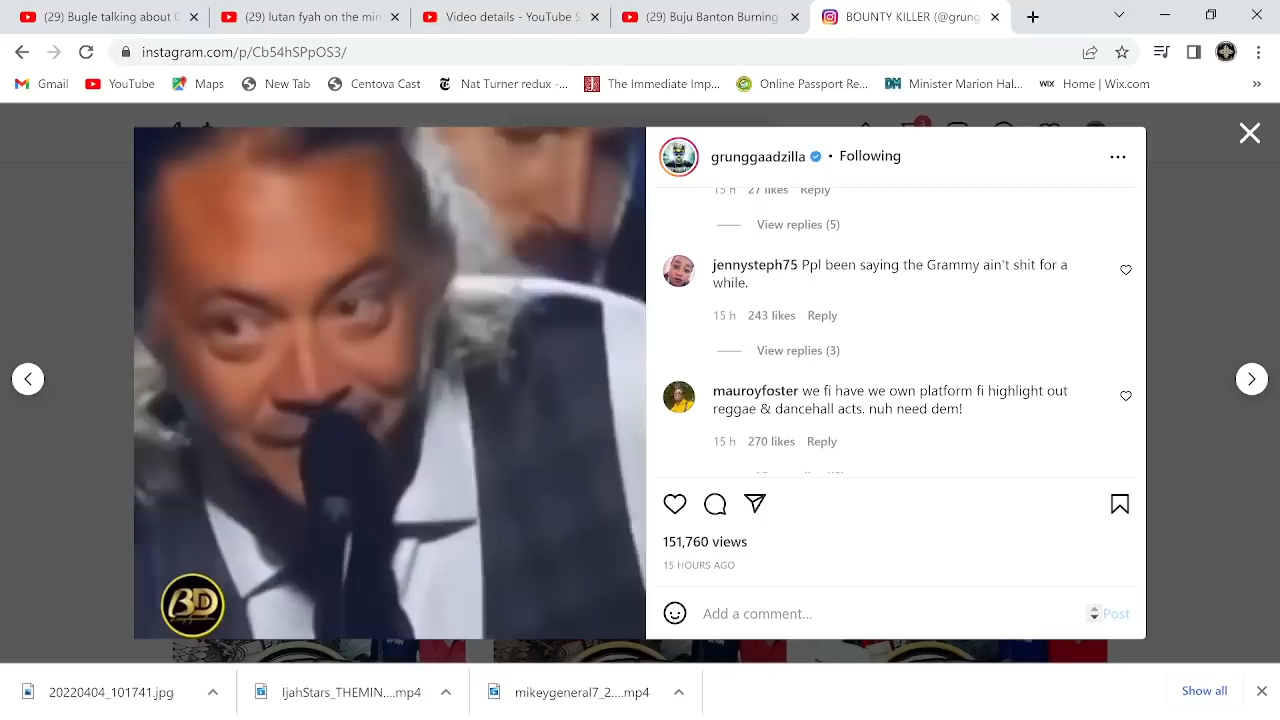 (29) Bugle talking about C
(29) lutan fyah at the min
Video details - YouTube S
(29) Buju Banton Burning
BOUNTY KILLER (@grung
instagram.com/p/Cb54hSPpOS3/
Gmail
YouTube
Maps
New Tab
Centova Cast
Nat Turner redux -...
The Immediate Imp...
Online Passport Re...
DM Minister Marion Hal...
WIX Home | Wix.com
»
grunggaadzilla • Following
15 h 27 likes Reply
View replies (5)
jennysteph75 Ppl been saying the Grammy ain't shit for a
while.
15 h 243 likes Reply
View replies (3)
mauroyfoster we fi have we own platform fi highlight out
reggae & dancehall acts. nuh need dem!
15 h 270 likes Reply
151,760 views
15 HOURS AGO
Add a comment...
Post
BD
20220404_101741.jpg
IjahStars_THEMIN....mp4
mikeygeneral7_2....mp4
Show all